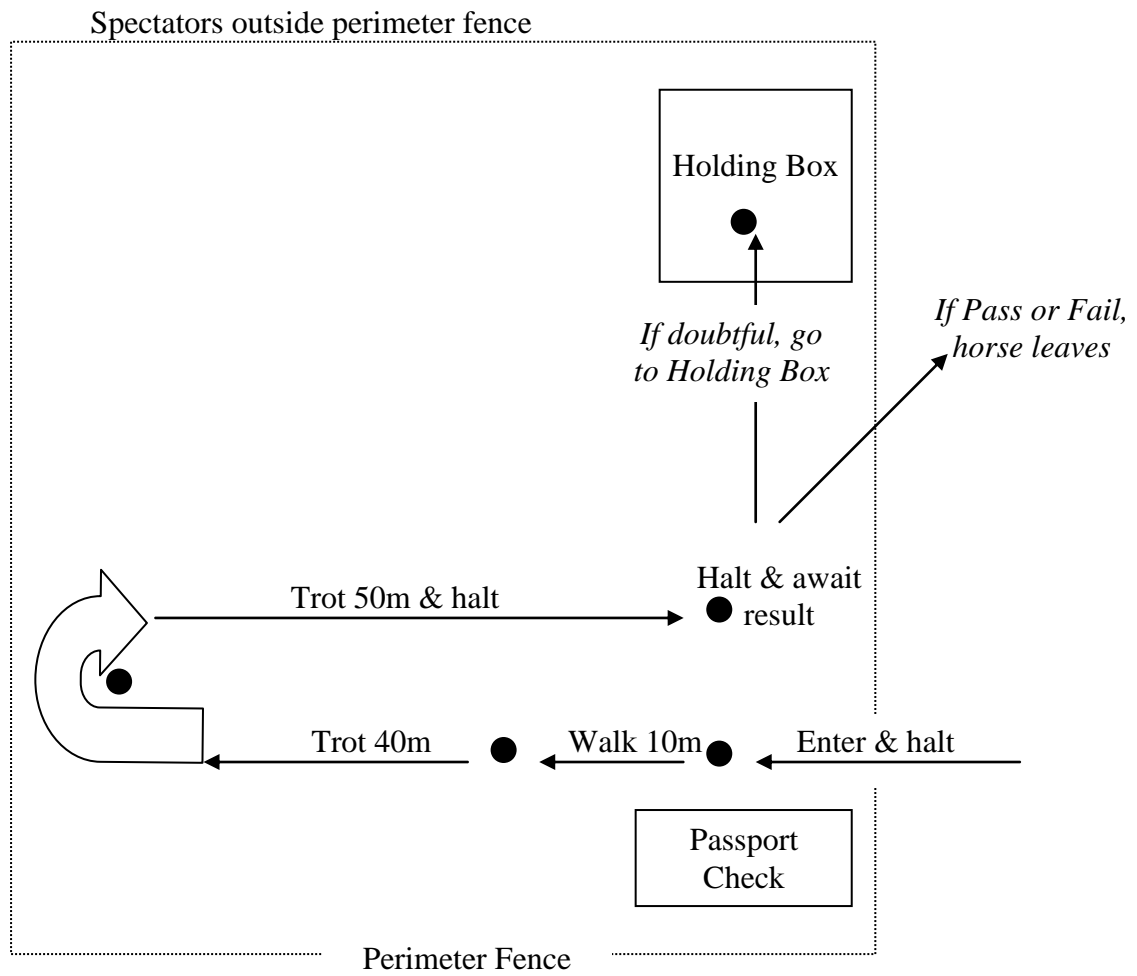 Spectators outside perimeter fence
Holding Box
If doubtful, go
to Holding Box
If Pass or Fail,
horse leaves
Halt & await
result
Trot 50m & halt
Trot 40m
Walk 10m
Enter & halt
Passport
Check
Perimeter Fence